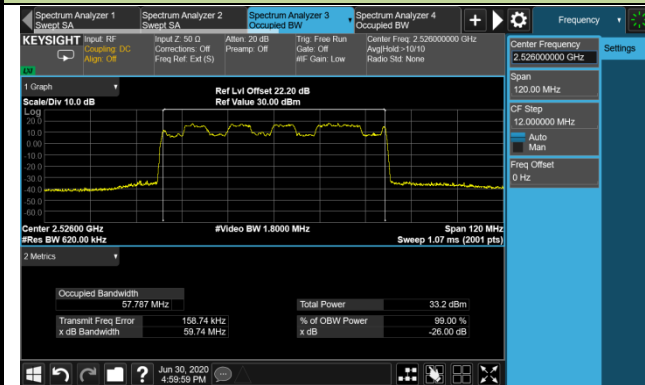 Spectrum Analyzer 1
Swept SA
Spectrum Analyzer 2
Swept SA
Spectrum Analyzer 3
Occupied BW
Spectrum Analyzer 4
Occupied BW
Frequency
KEYSIGHT
Input: RF
Coupling: DC
Align: Off
Input Z: 50 Ω
Corrections: Off
Freq Ref: Ext (S)
Atten: 20 dB
Preamp: Off
Trig: Free Run
Gate: Off
#IF Gain: Low
Center Freq: 2.526000000 GHz
Avg|Hold:>10/10
Radio Std: None
Center Frequency
2.526000000 GHz
Settings
Span
120.00 MHz
CF Step
12.000000 MHz
Auto
Man
Freq Offset
0 Hz
1 Graph
Scale/Div 10.0 dB
Ref Lvl Offset 22.20 dB
Ref Value 30.00 dBm
Log
20.0
10.0
0.00
-10.0
-20.0
-30.0
-40.0
-50.0
-60.0
Center 2.52600 GHz
#Res BW 620.00 kHz
#Video BW 1.8000 MHz
Span 120 MHz
Sweep 1.07 ms (2001 pts)
2 Metrics
Occupied Bandwidth
57.787 MHz
Total Power
33.2 dBm
Transmit Freq Error
158.74 kHz
% of OBW Power
99.00 %
x dB Bandwidth
59.74 MHz
x dB
-26.00 dB
?
Jun 30, 2020
4:59:59 PM